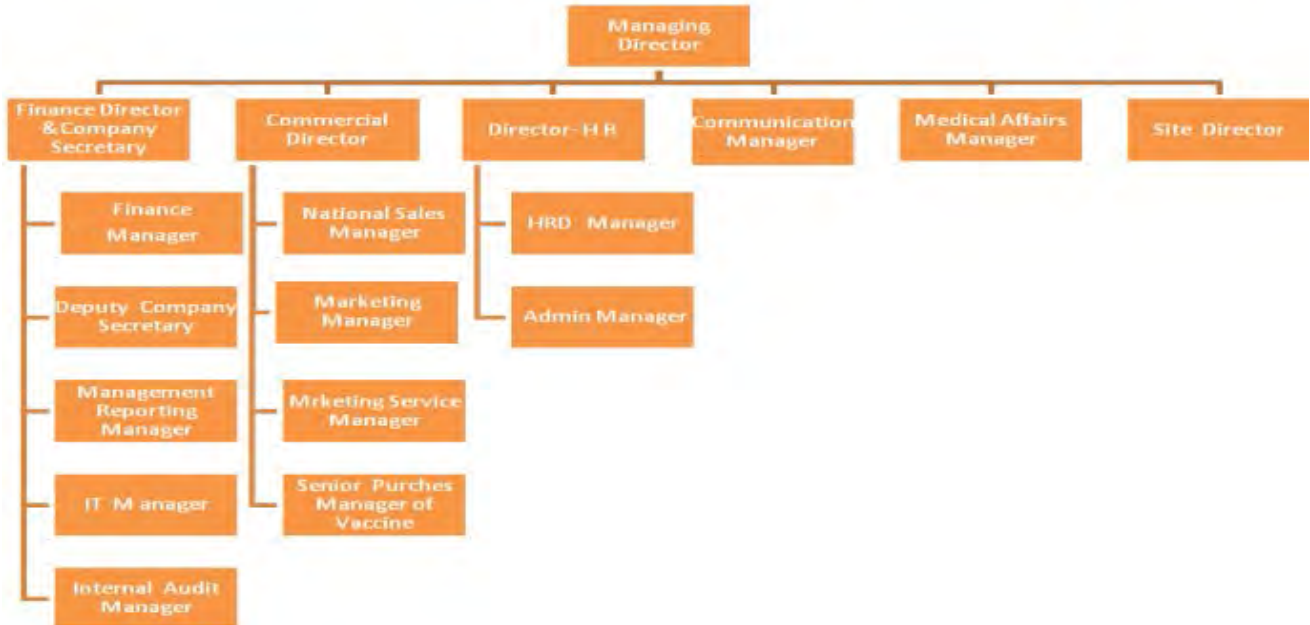 Managing
Director
Finance Director
&Company
Secretary
Commercial
Director
Director- H R
Communication
Manager
Medical Affairs
Manager
Site Director
Finance
Manager
National Sales
Manager
HRD Manager
Deputy Company
Secretary
Marketing
Manager
Admin Manager
Management
Reporting
Manager
Mrketing Service
Manager
IT M anager
Senior Purches
Manager of
Vaccine
Internal Audit
Manager